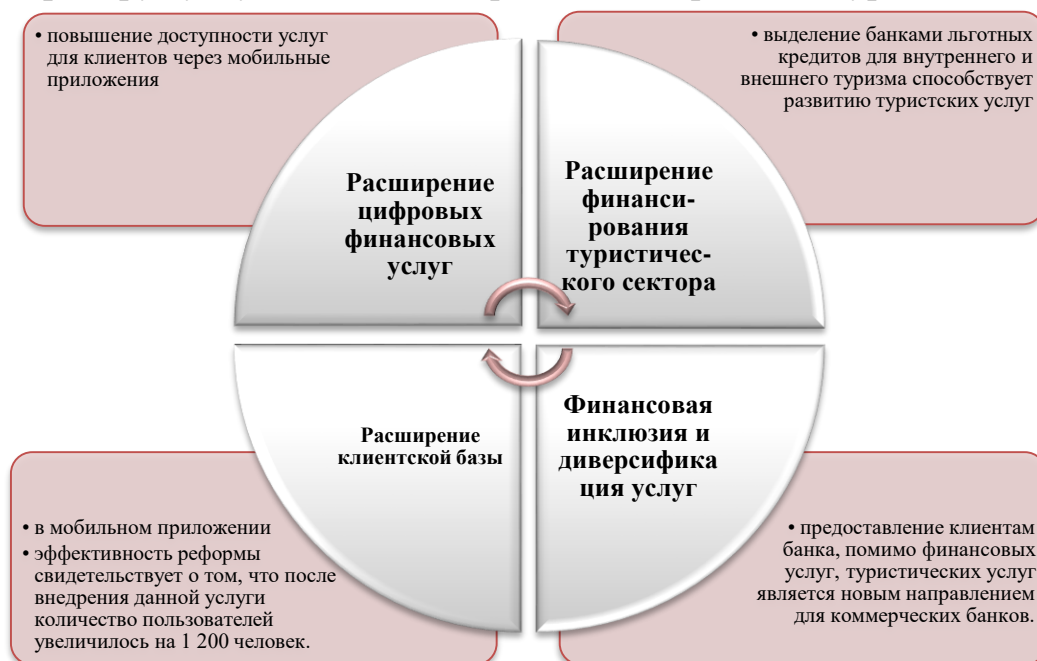 • повышение доступности услуг
для клиентов через мобильные
приложения
• выделение банками льготных
кредитов для внутреннего и
внешнего туризма способствует
развитию туристских услуг
Расширение
цифровых
финансовых
услуг
Расширение
финанси-
рования
туристичес-
кого сектора
Расширение
клиентской базы
Финансовая
инклюзия и
диверсифика
ция услуг
• в мобильном приложении
• эффективность реформы
свидетельствует о том, что после
внедрения данной услуги
количество пользователей
увеличилось на 1 200 человек.
• предоставление клиентам
банка, помимо финансовых
услуг, туристических услуг
является новым направлением
для коммерческих банков.